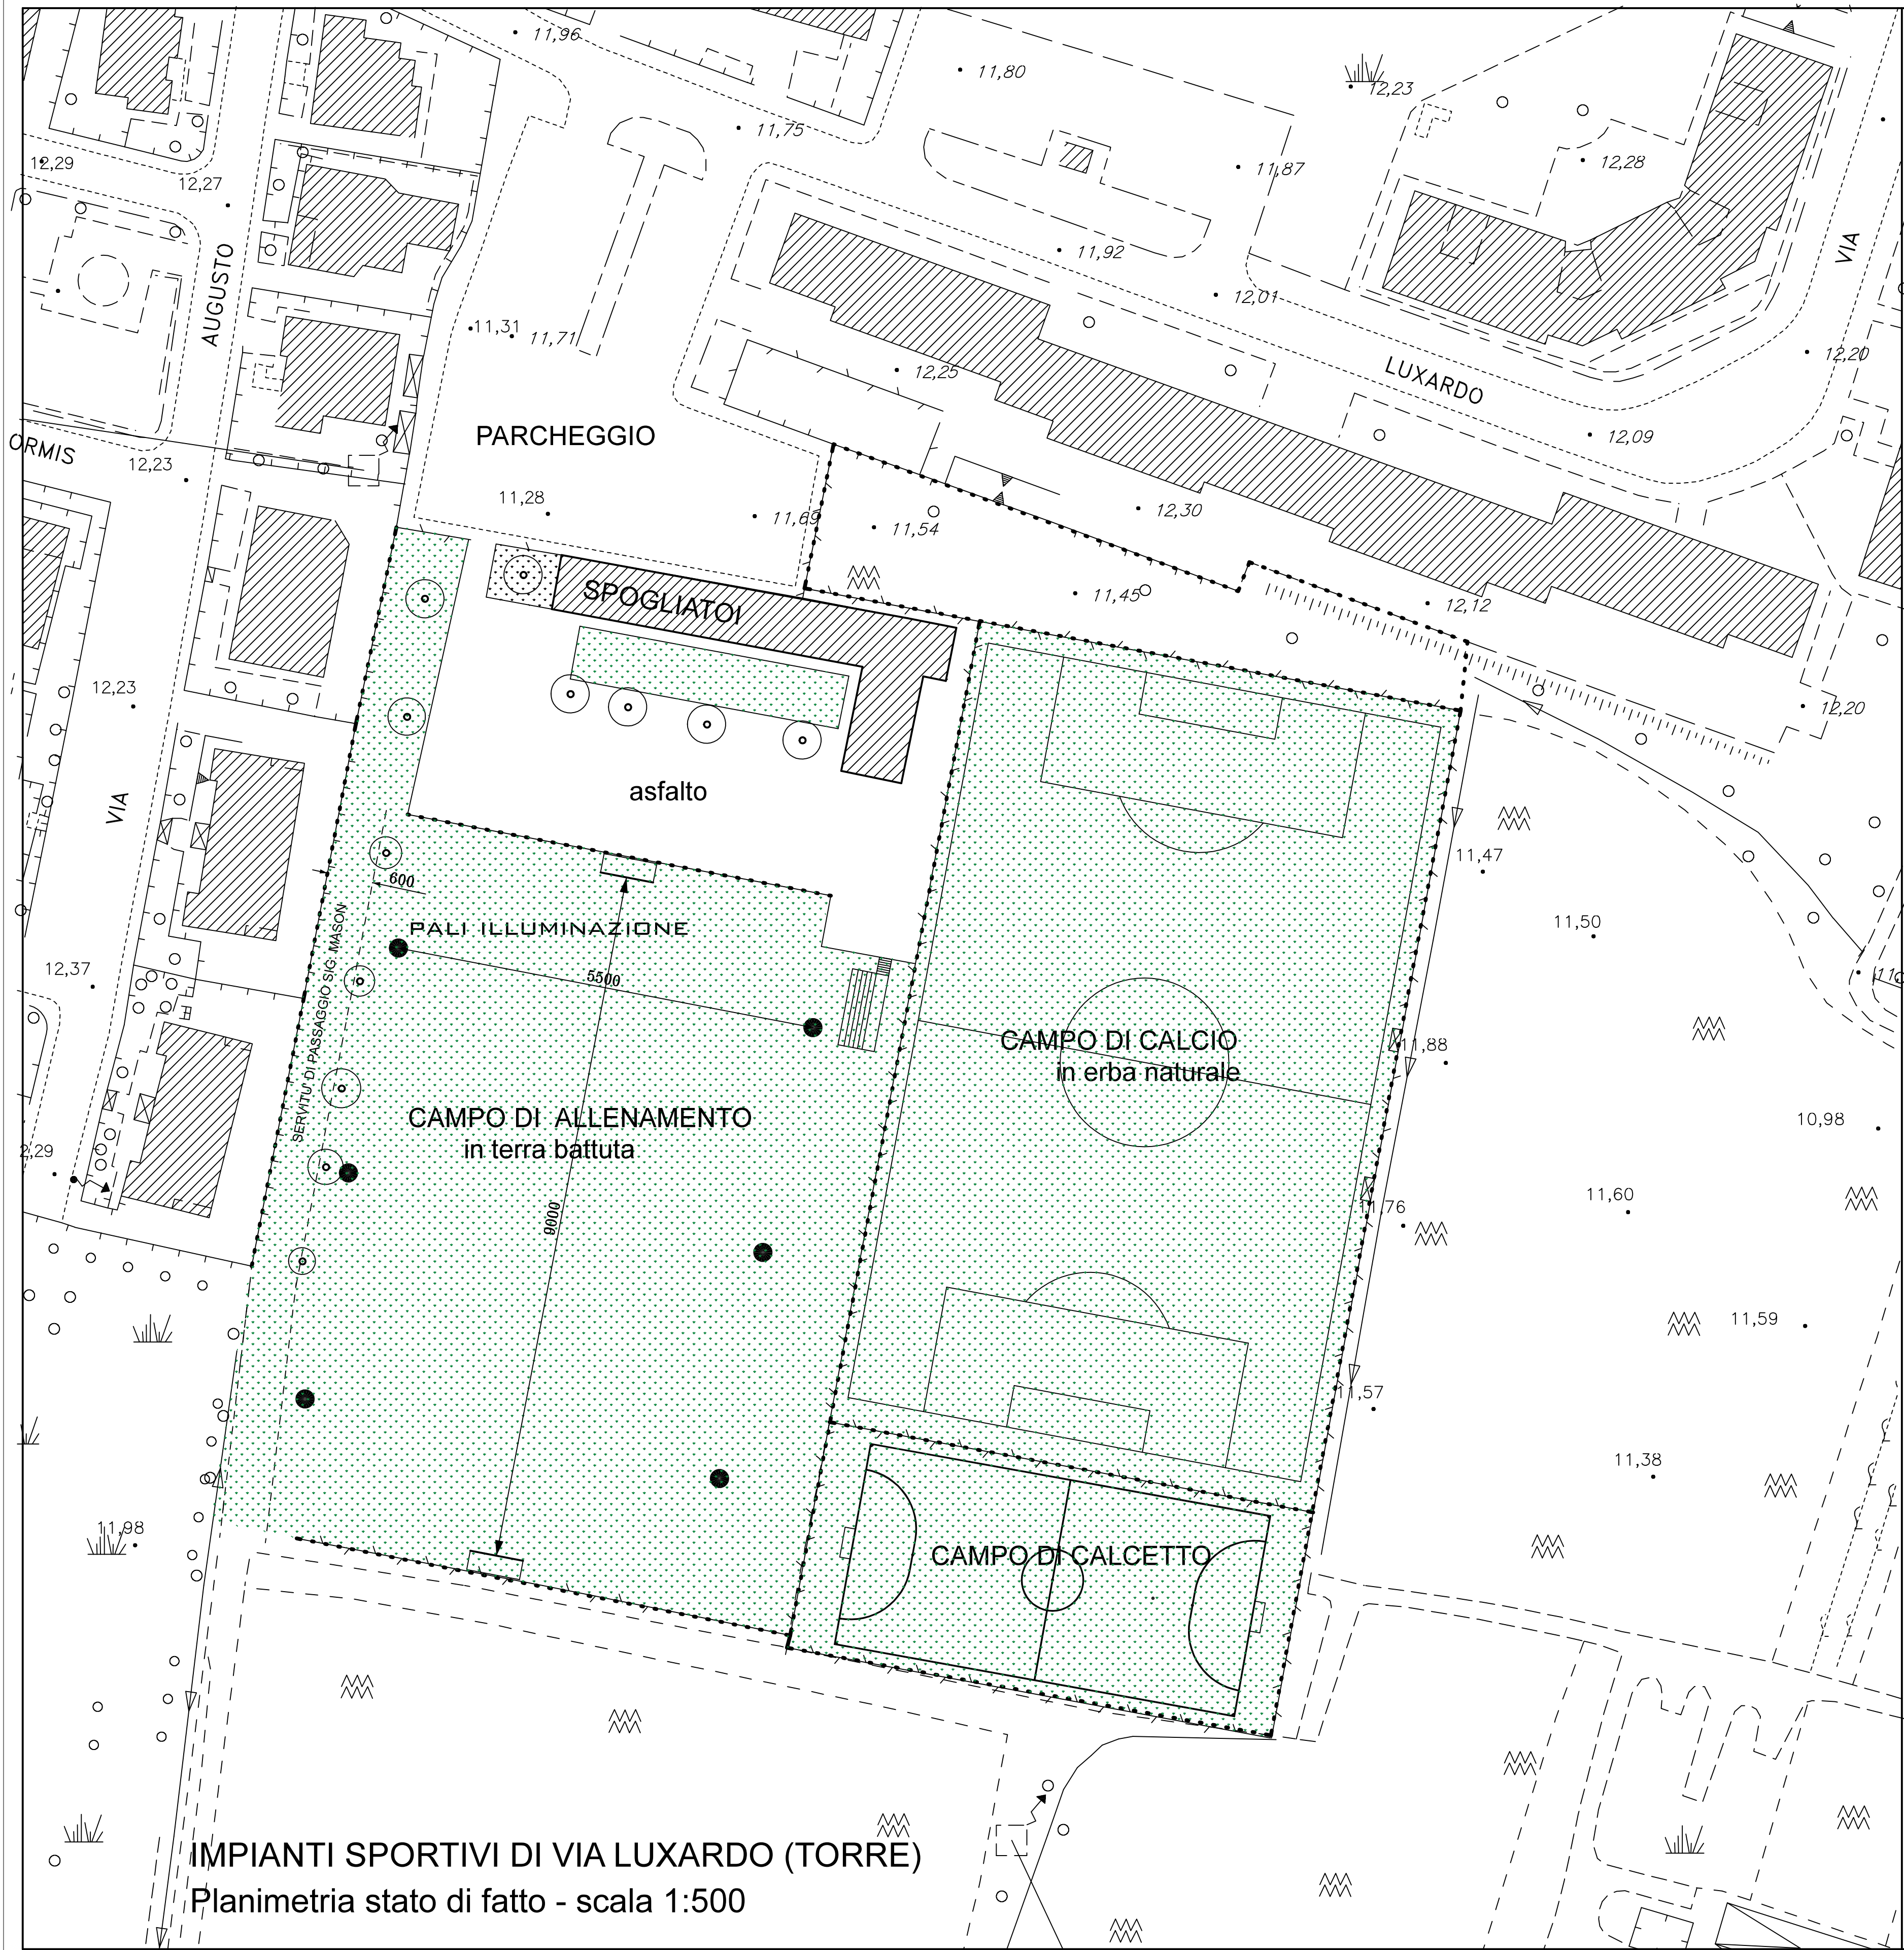 11,96
11,80
12,23
11,75
12,29
12,27
11,87
12,28
AUGUSTO
VIA
11,92
12,01
11,31
11,71
12,20
12,25
LUXARDO
PARCHEGGIO
12,09
ORMIS
12,23
11,28
11,69
11,54
12,30
SPOGLIATOI
11,45
12,12
12,23
12,20
asfalto
VIA
11,47
600
PALI ILLUMINAZIONE
11,50
12,37
5500
SERVITU' DI PASSAGGIO SIG. MASON
CAMPO DI CALCIO
in erba naturale
11,88
CAMPO DI ALLENAMENTO
in terra battuta
10,98
2,29
9000
11,60
11,76
11,59
11,57
11,38
11,98
CAMPO DI CALCETTO
IMPIANTI SPORTIVI DI VIA LUXARDO (TORRE)
Planimetria stato di fatto - scala 1:500